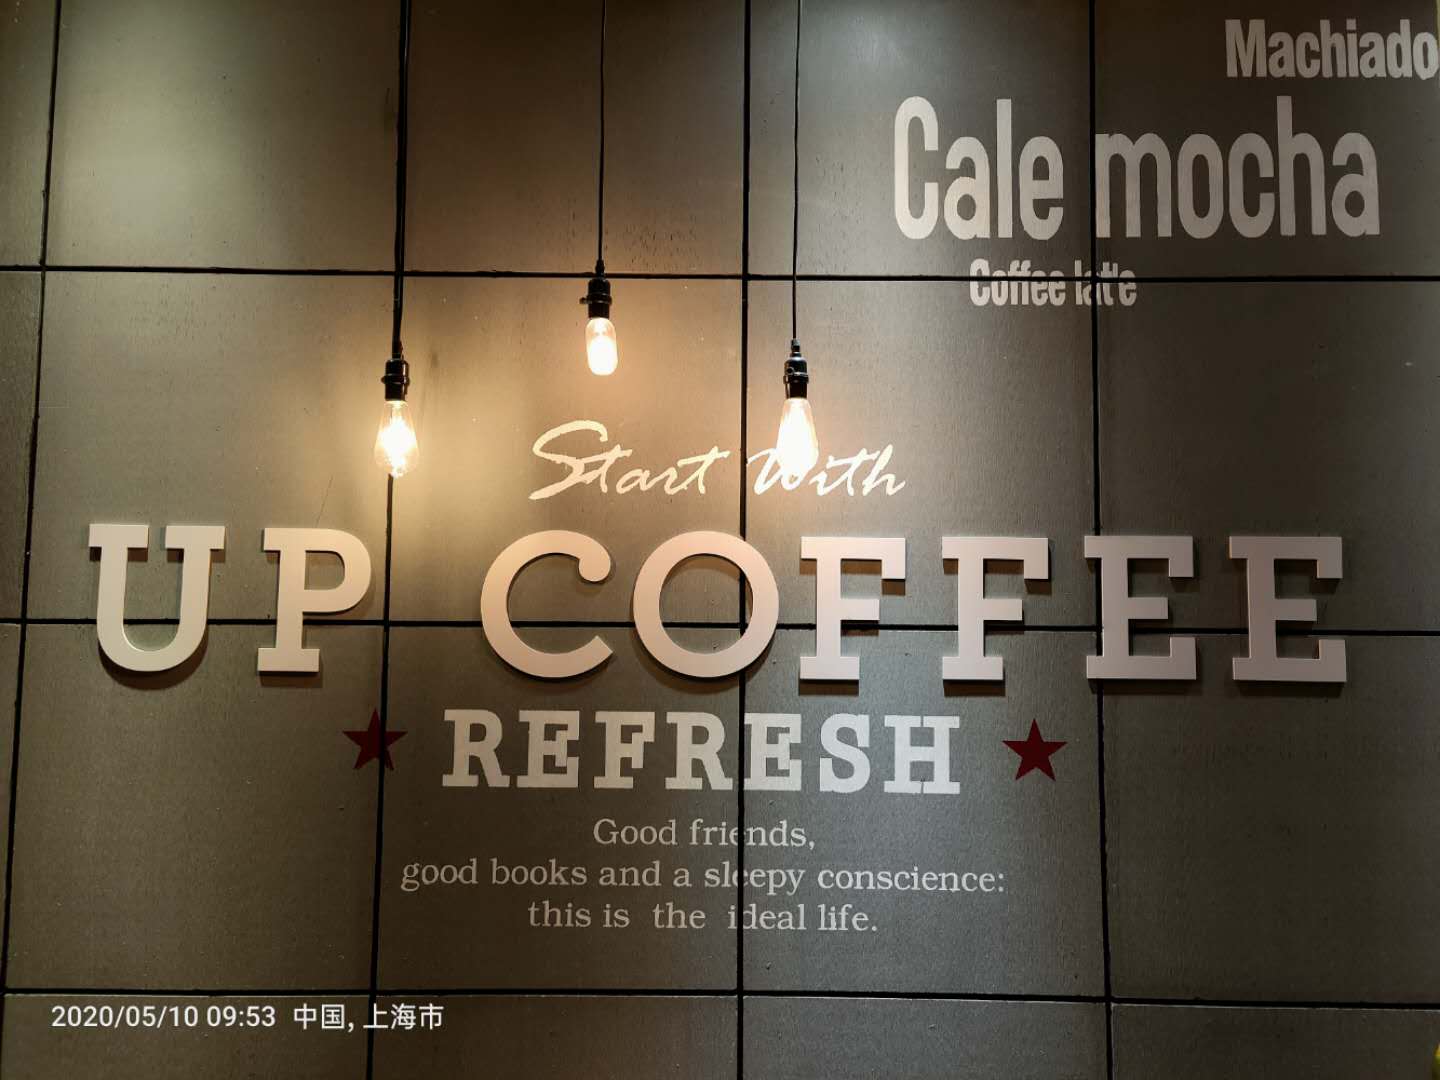 Machiado
Cale mocha
Coffee latte
Start With
UP COFFEE
REFRESH
Good friends,
good books and a sleepy conscience:
this is the ideal life.
2020/05/10 09:53 中国, 上海市